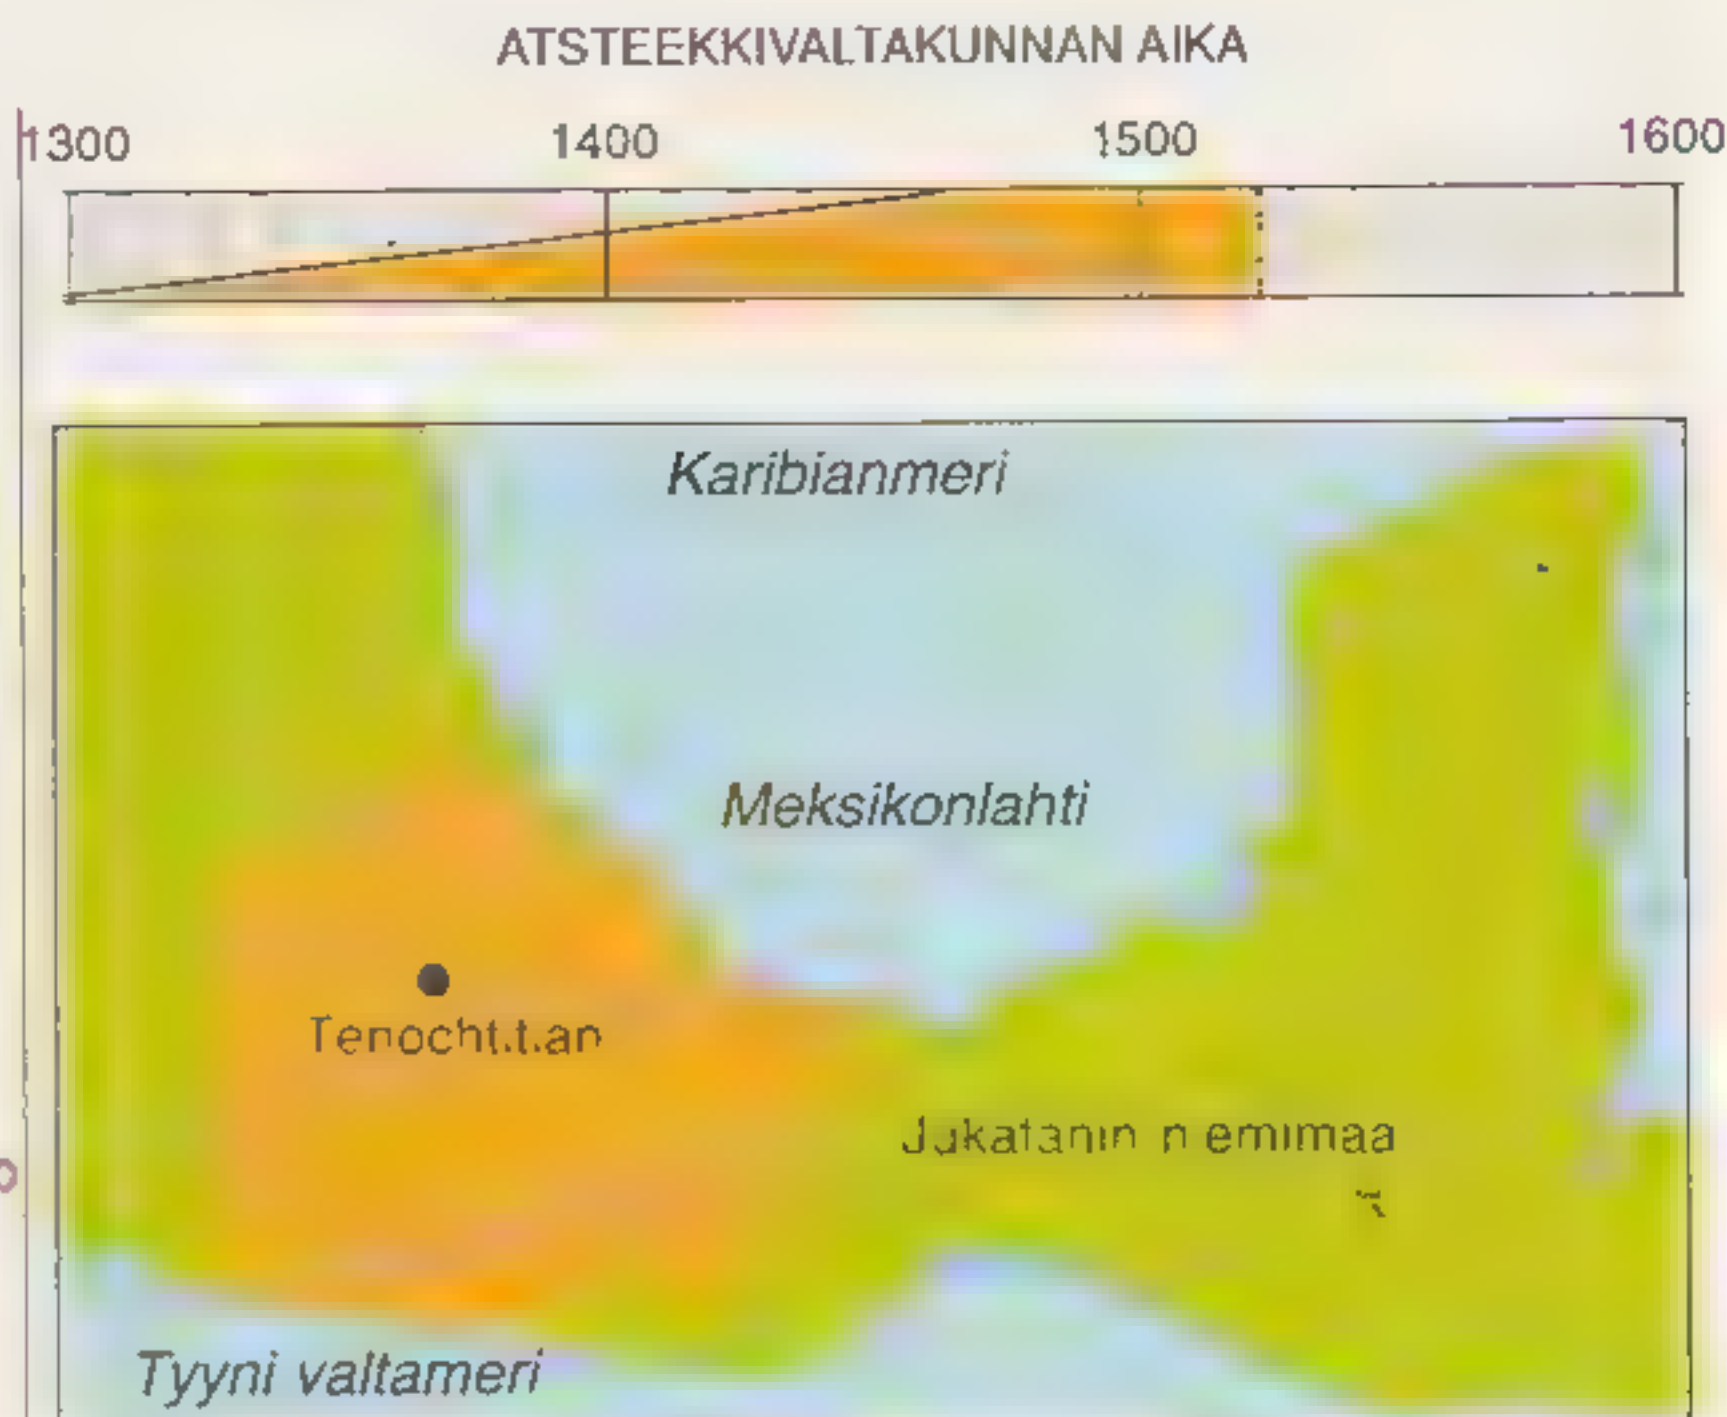 ATSTEEKKIVALTAKUNNAN AIKA
1300 1400 1500 1600
Karibianmeri
Meksikonlahti
Tenochtitlan
Jukatanin niemimaa
Tyyni valtameri